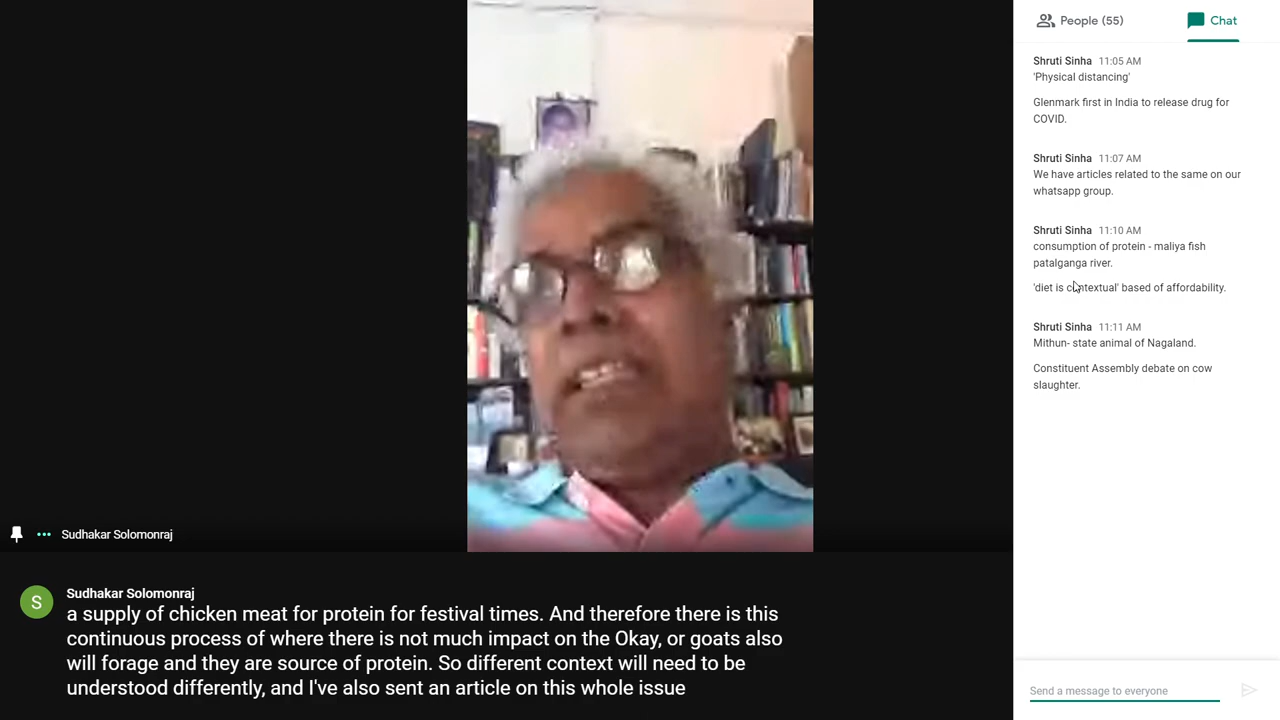 People (55)
Chat
Shruti Sinha 11:05 AM
'Physical distancing'
Glenmark first in India to release drug for
COVID.
Shruti Sinha 11:07 AM
We have articles related to the same on our
whatsapp group.
Shruti Sinha 11:10 AM
consumption of protein - maliya fish
patalganga river.
'diet is contextual' based of affordability.
Shruti Sinha 11:11 AM
Mithun- state animal of Nagaland.
Constituent Assembly debate on cow
slaughter.
Sudhakar Solomonraj
S
Sudhakar Solomonraj
a supply of chicken meat for protein for festival times. And therefore there is this
continuous process of where there is not much impact on the Okay, or goats also
will forage and they are source of protein. So different context will need to be
understood differently, and I've also sent an article on this whole issue
Send a message to everyone